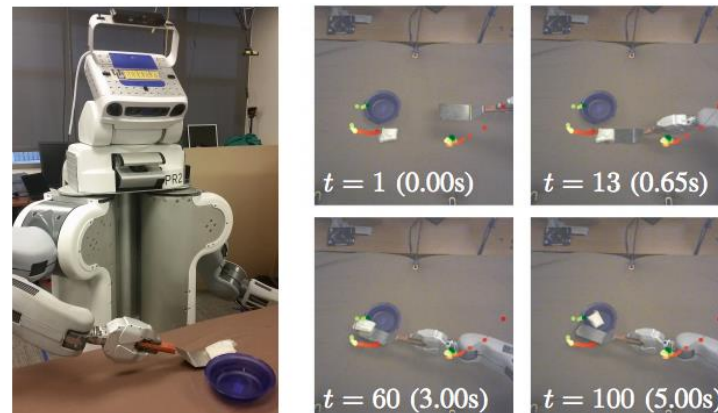 PR2
t = 1 (0.00s)
t = 13 (0.65s)
t = 60 (3.00s)
t = 100 (5.00s)